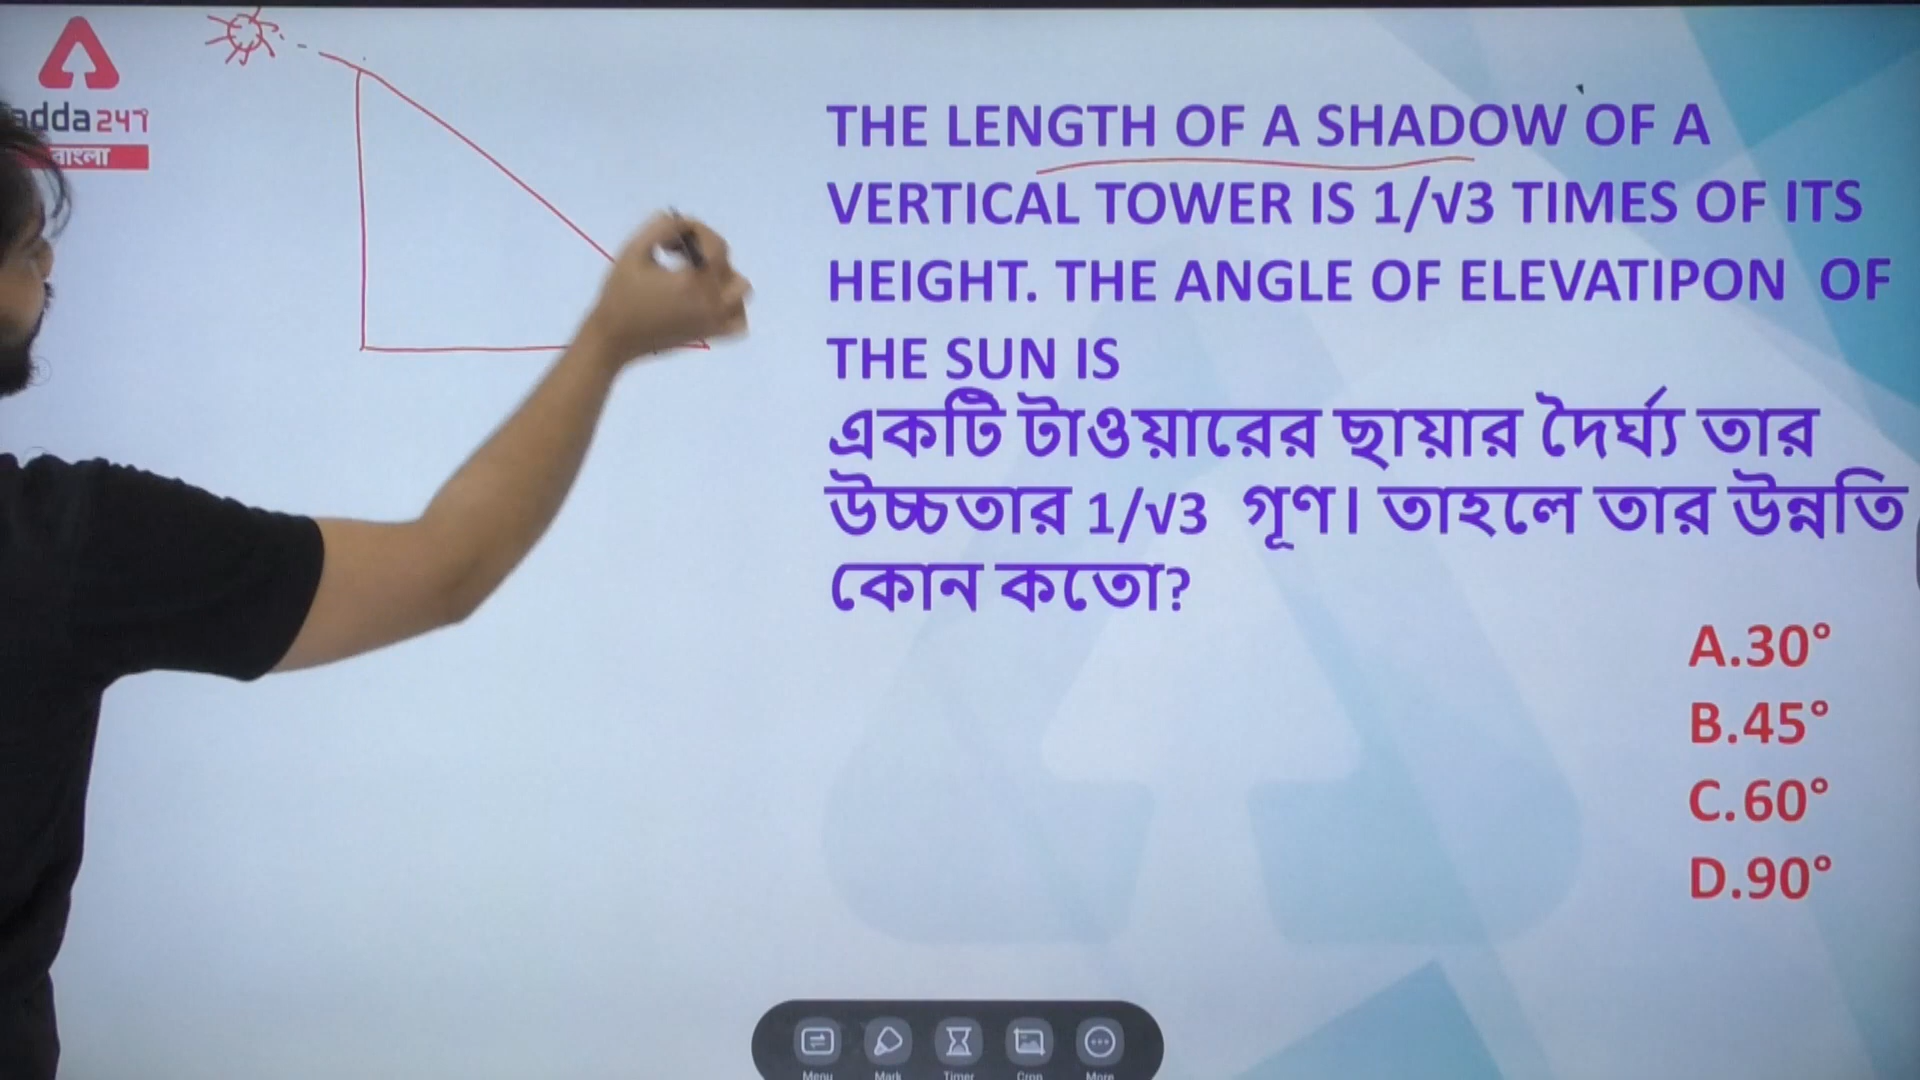 adda247
বাংলা
THE LENGTH OF A SHADOW OF A
VERTICAL TOWER IS 1/√3 TIMES OF ITS
HEIGHT. THE ANGLE OF ELEVATIPON OF
THE SUN IS
একটি টাওয়ারের ছায়ার দৈর্ঘ্য তার
উচ্চতার 1/√3 গূণ। তাহলে তার উন্নতি
কোন কতো?
A.30°
B.45°
C.60°
D.90°
Menu Mark Timer Crop More